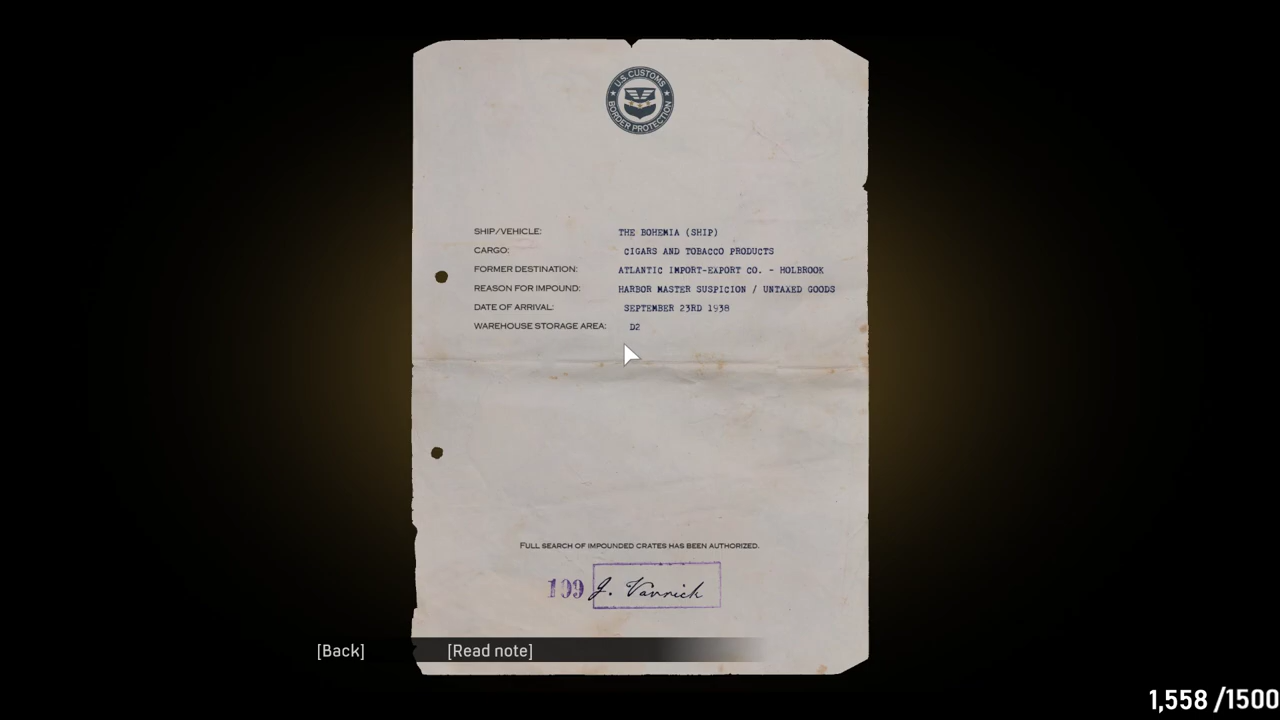 U.S. CUSTOMS
BORDER PROTECTION
SHIP/VEHICLE: THE BOHEMIA (SHIP)
CARGO: CIGARS AND TOBACCO PRODUCTS
FORMER DESTINATION: ATLANTIC IMPORT-EXPORT CO. - HOLBROOK
REASON FOR IMPOUND: HARBOR MASTER SUSPICION / UNTAXED GOODS
DATE OF ARRIVAL: SEPTEMBER 23RD 1938
WAREHOUSE STORAGE AREA: D2
FULL SEARCH OF IMPOUNDED CRATES HAS BEEN AUTHORIZED.
109 J. Varrick
[Back] [Read note]
1,558 /1500